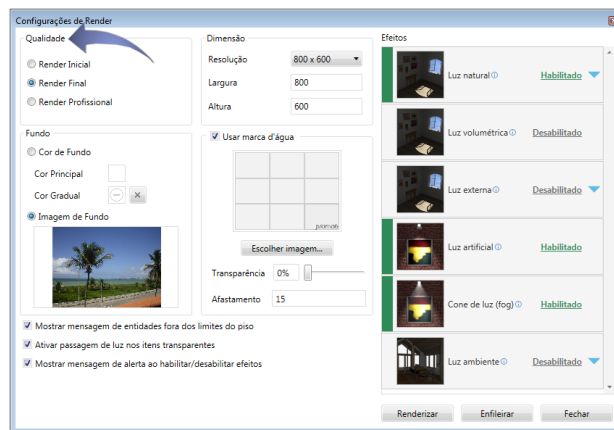 Configurações de Render
Qualidade
Render Inicial
Render Final
Render Profissional
Dimensão
Resolução 800 x 600
Largura 800
Altura 600
Fundo
Cor de Fundo
Cor Principal
Cor Gradual
Imagem de Fundo
Usar marca d'água
promob
Escolher imagem...
Transparência 0%
Afastamento 15
Mostrar mensagem de entidades fora dos limites do piso
Ativar passagem de luz nos itens transparentes
Mostrar mensagem de alerta ao habilitar/desabilitar efeitos
Efeitos
Luz natural Habilitado
Luz volumétrica Desabilitado
Luz externa Desabilitado
Luz artificial Habilitado
Cone de luz (fog) Habilitado
Luz ambiente Desabilitado
Renderizar Enfileirar Fechar